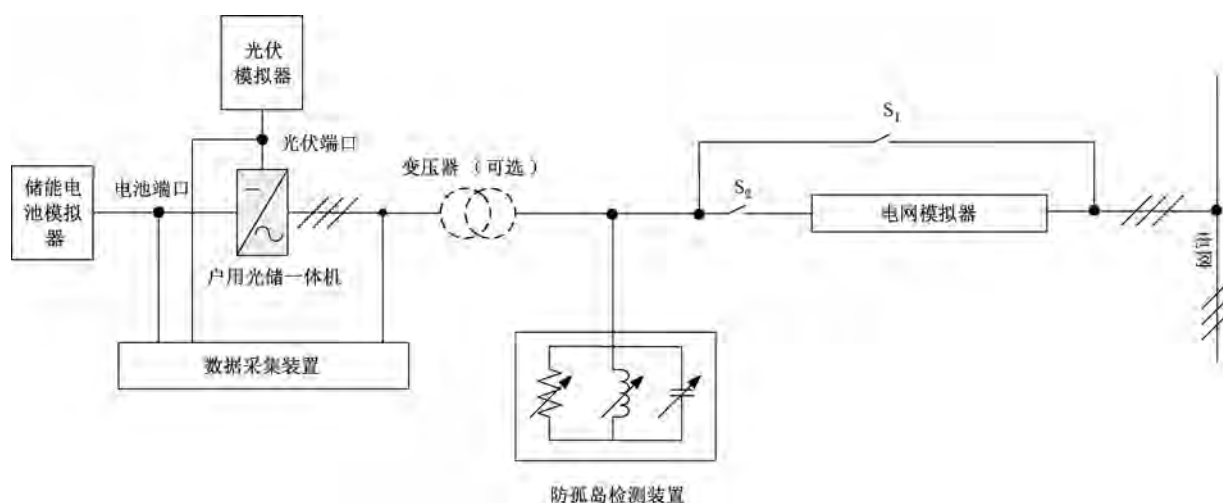 光伏
模拟器
光伏端口
储能电
池模拟
器
电池端口
户用光储一体机
数据采集装置
变压器（可选）
S₁
S₂
电网模拟器
电网
防孤岛检测装置